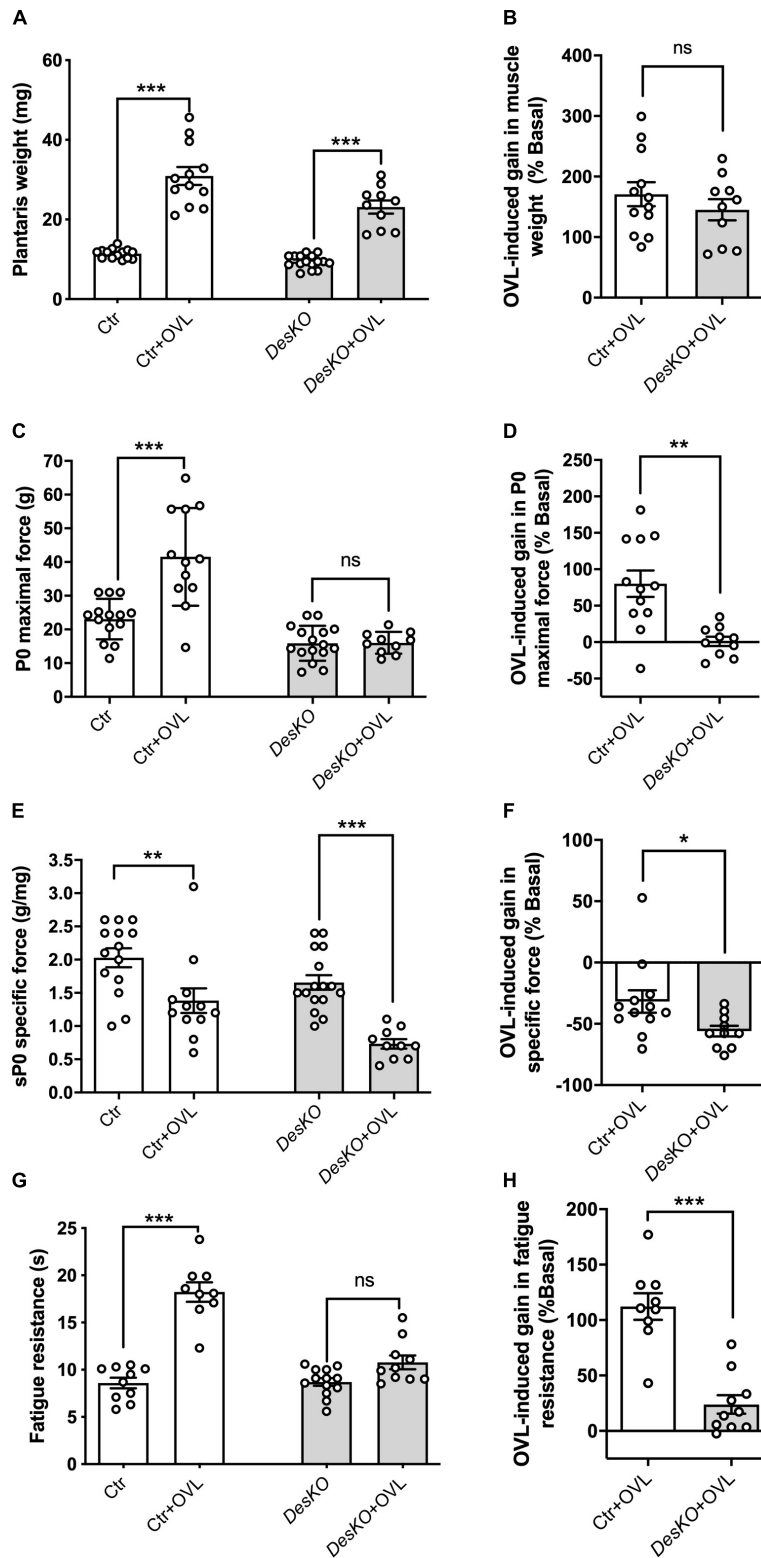 A
Plantaris weight (mg)
60
40
20
0
***
***
Ctr
Ctr+OVL
DesKO
DesKO+OVL
B
OVL-induced gain in muscle
weight (% Basal)
400
300
200
100
0
ns
Ctr+OVL
DesKO+OVL
C
P0 maximal force (g)
70
60
50
40
30
20
10
0
***
ns
Ctr
Ctr+OVL
DesKO
DesKO+OVL
D
OVL-induced gain in P0
maximal force (% Basal)
250
200
150
100
50
0
-50
**
Ctr+OVL
DesKO+OVL
E
sP0 specific force (g/mg)
3.5
3.0
2.5
2.0
1.5
1.0
0.5
0.0
**
***
Ctr
Ctr+OVL
DesKO
DesKO+OVL
F
OVL-induced gain in
specific force (% Basal)
100
50
0
-50
-100
*
Ctr+OVL
DesKO+OVL
G
Fatigue resistance (s)
25
20
15
10
5
0
***
ns
Ctr
Ctr+OVL
DesKO
DesKO+OVL
H
OVL-induced gain in fatigue
resistance (%Basal)
200
150
100
50
0
***
Ctr+OVL
DesKO+OVL